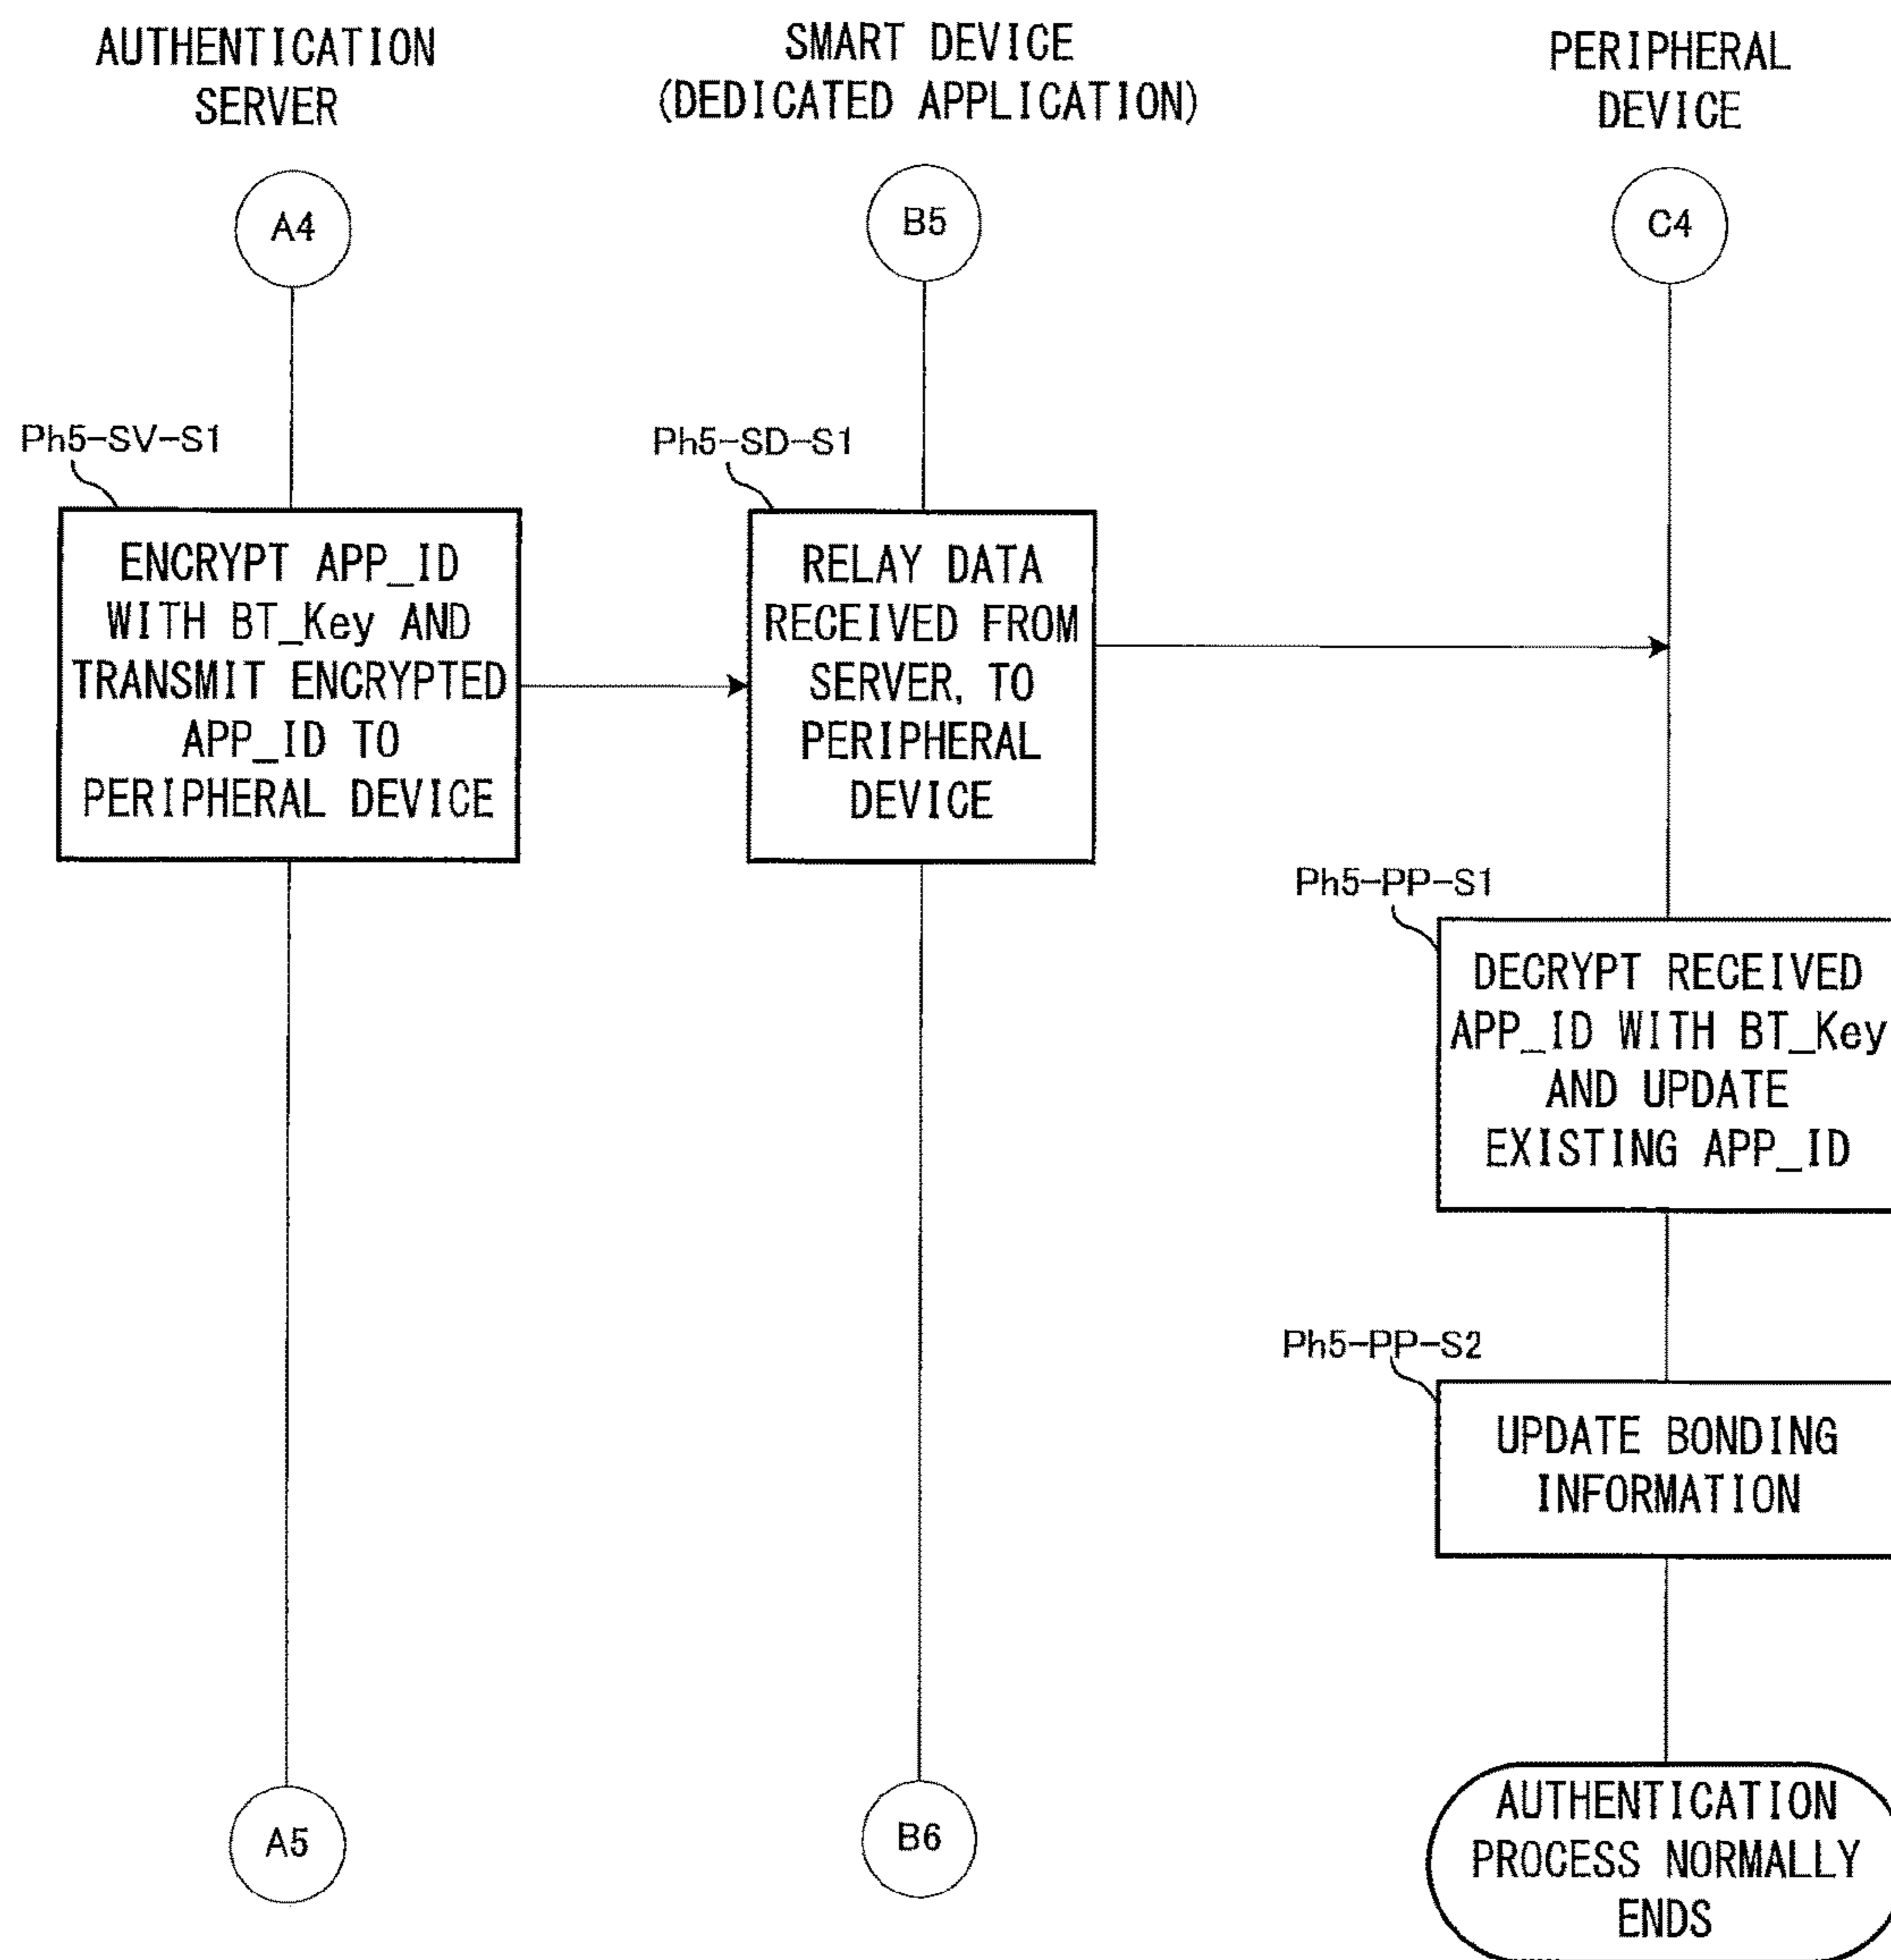 AUTHENTICATION
SERVER
SMART DEVICE
(DEDICATED APPLICATION)
PERIPHERAL
DEVICE
A4
B5
C4
Ph5-SV-S1
ENCRYPT APP_ID
WITH BT_Key AND
TRANSMIT ENCRYPTED
APP_ID TO
PERIPHERAL DEVICE
Ph5-SD-S1
RELAY DATA
RECEIVED FROM
SERVER, TO
PERIPHERAL
DEVICE
Ph5-PP-S1
DECRYPT RECEIVED
APP_ID WITH BT_Key
AND UPDATE
EXISTING APP_ID
Ph5-PP-S2
UPDATE BONDING
INFORMATION
A5
B6
AUTHENTICATION
PROCESS NORMALLY
ENDS